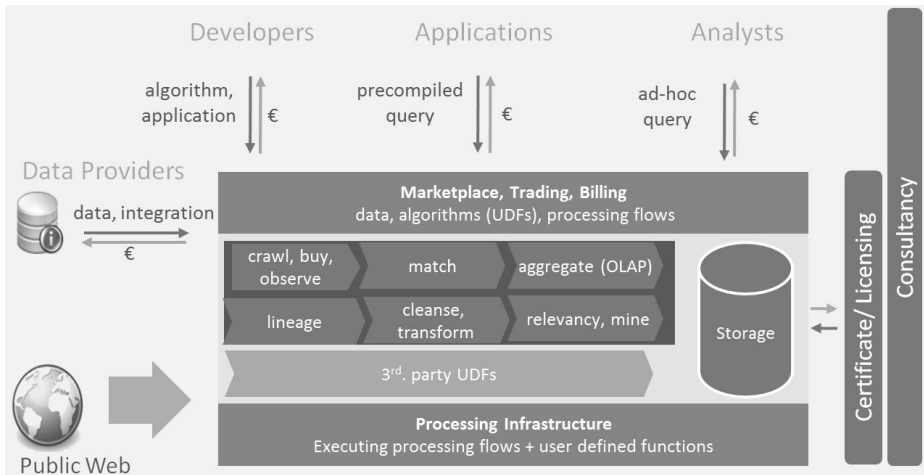 Developers
Applications
Analysts
algorithm,
application
€
precompiled
query
€
ad-hoc
query
€
Data Providers
data, integration
€
Marketplace, Trading, Billing
data, algorithms (UDFs), processing flows
crawl, buy,
observe
match
aggregate (OLAP)
lineage
cleanse,
transform
relevancy, mine
3rd. party UDFs
Storage
Processing Infrastructure
Executing processing flows + user defined functions
Public Web
Certificate/ Licensing
Consultancy